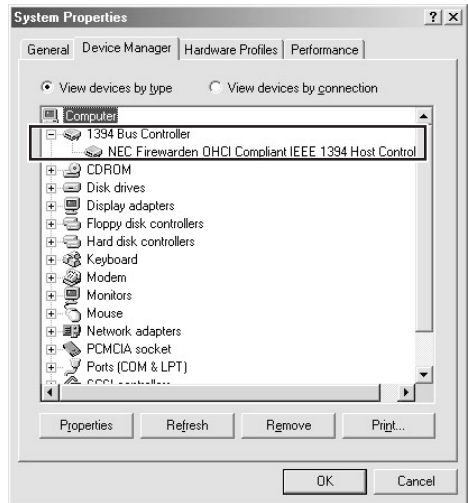 System Properties
General Device Manager Hardware Profiles Performance
View devices by type View devices by connection
Computer
1394 Bus Controller
NEC Firewarden OHCI Compliant IEEE 1394 Host Control
CDROM
Disk drives
Display adapters
Floppy disk controllers
Hard disk controllers
Keyboard
Modem
Monitors
Mouse
Network adapters
PCMCIA socket
Ports (COM & LPT)
Properties Refresh Remove Print...
OK Cancel